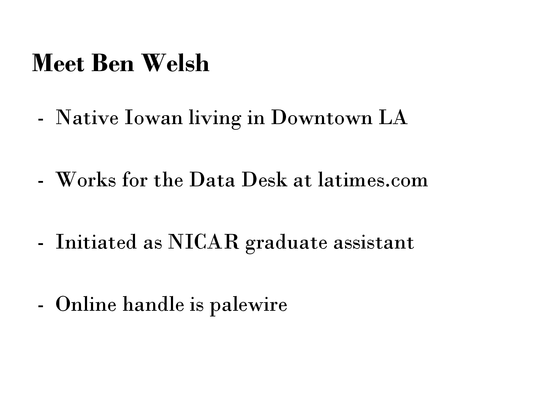 Meet Ben Welsh
- Native Iowan living in Downtown LA
- Works for the Data Desk at latimes.com
- Initiated as NICAR graduate assistant
- Online handle is palewire